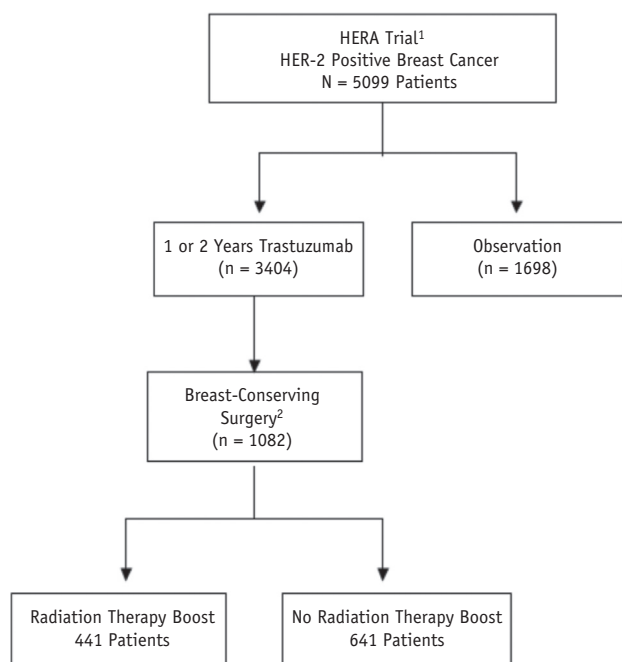 HERA Trial¹
HER-2 Positive Breast Cancer
N = 5099 Patients
1 or 2 Years Trastuzumab
(n = 3404)
Observation
(n = 1698)
Breast-Conserving
Surgery²
(n = 1082)
Radiation Therapy Boost
441 Patients
No Radiation Therapy Boost
641 Patients